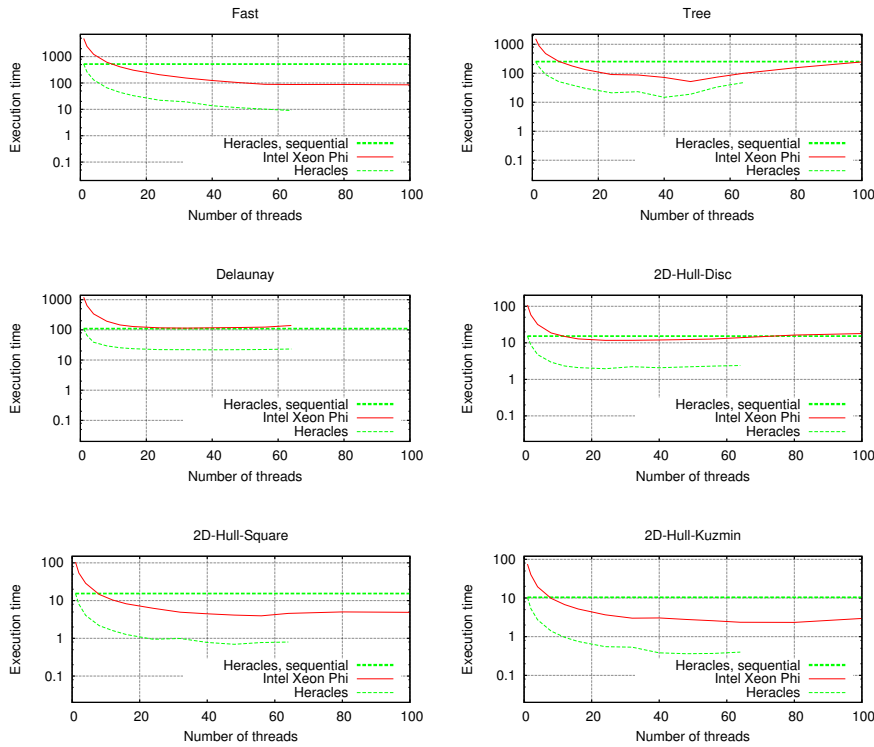 Fast
Execution time
1000
100
10
1
0.1
Heracles, sequential
Intel Xeon Phi
Heracles
0 20 40 60 80 100
Number of threads
Tree
Execution time
1000
100
10
1
0.1
Heracles, sequential
Intel Xeon Phi
Heracles
0 20 40 60 80 100
Number of threads
Delaunay
Execution time
1000
100
10
1
0.1
Heracles, sequential
Intel Xeon Phi
Heracles
0 20 40 60 80 100
Number of threads
2D-Hull-Disc
Execution time
100
10
1
0.1
Heracles, sequential
Intel Xeon Phi
Heracles
0 20 40 60 80 100
Number of threads
2D-Hull-Square
Execution time
100
10
1
0.1
Heracles, sequential
Intel Xeon Phi
Heracles
0 20 40 60 80 100
Number of threads
2D-Hull-Kuzmin
Execution time
100
10
1
0.1
Heracles, sequential
Intel Xeon Phi
Heracles
0 20 40 60 80 100
Number of threads